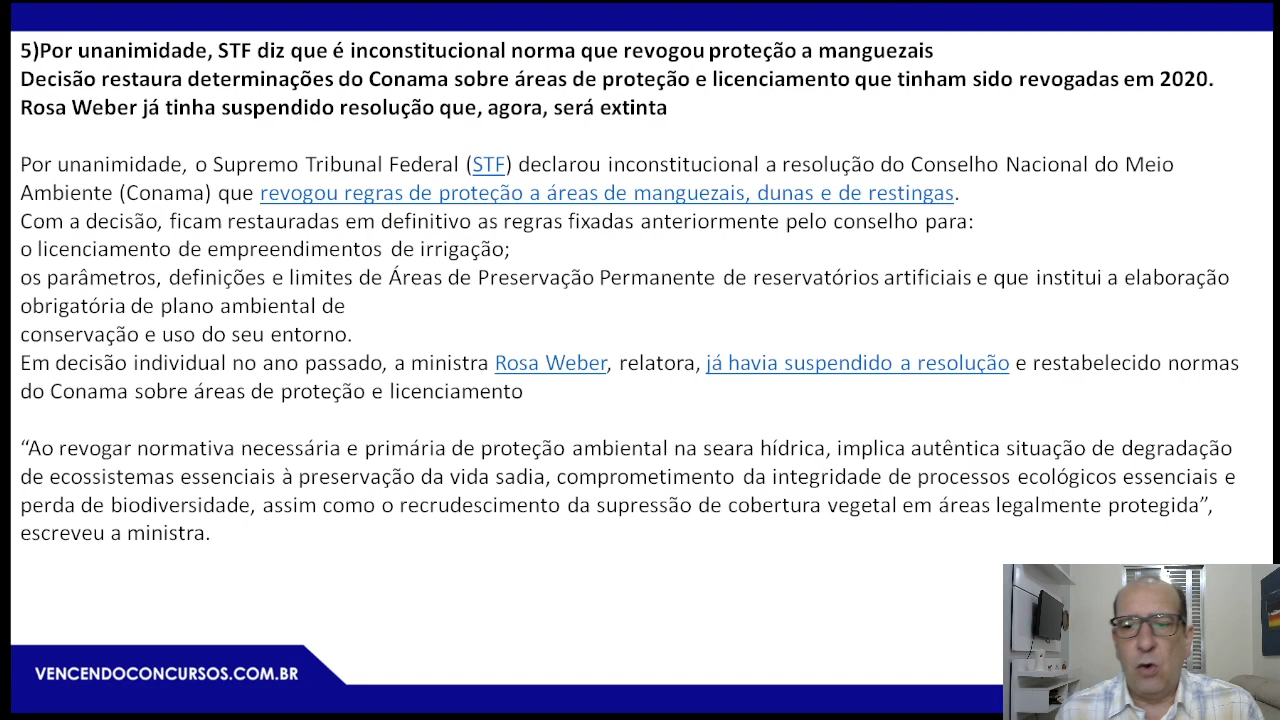 5)Por unanimidade, STF diz que é inconstitucional norma que revogou proteção a manguezais
Decisão restaura determinações do Conama sobre áreas de proteção e licenciamento que tinham sido revogadas em 2020.
Rosa Weber já tinha suspendido resolução que, agora, será extinta
Por unanimidade, o Supremo Tribunal Federal (STF) declarou inconstitucional a resolução do Conselho Nacional do Meio
Ambiente (Conama) que revogou regras de proteção a áreas de manguezais, dunas e de restingas.
Com a decisão, ficam restauradas em definitivo as regras fixadas anteriormente pelo conselho para:
o licenciamento de empreendimentos de irrigação;
os parâmetros, definições e limites de Áreas de Preservação Permanente de reservatórios artificiais e que institui a elaboração
obrigatória de plano ambiental de
conservação e uso do seu entorno.
Em decisão individual no ano passado, a ministra Rosa Weber, relatora, já havia suspendido a resolução e restabelecido normas
do Conama sobre áreas de proteção e licenciamento
“Ao revogar normativa necessária e primária de proteção ambiental na seara hídrica, implica autêntica situação de degradação
de ecossistemas essenciais à preservação da vida sadia, comprometimento da integridade de processos ecológicos essenciais e
perda de biodiversidade, assim como o recrudescimento da supressão de cobertura vegetal em áreas legalmente protegida”,
escreveu a ministra.
VENCENDOCONCURSOS.COM.BR